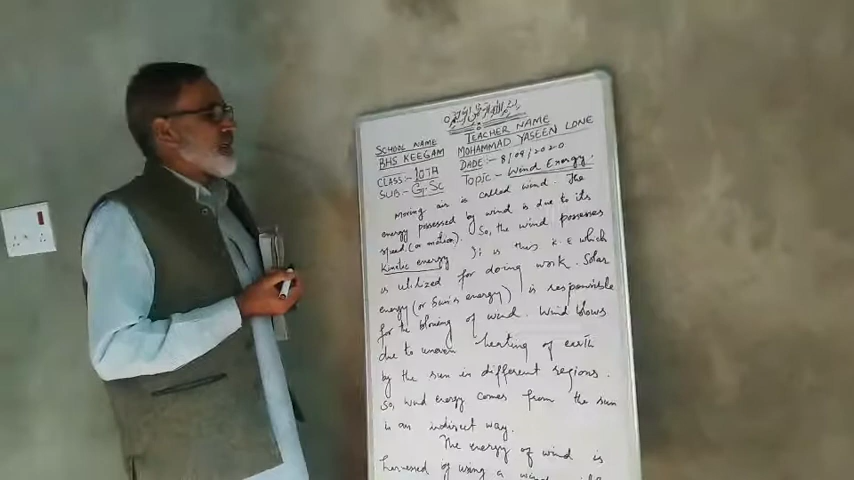 بسم اللہ الرحمٰن الرحیم
SCHOOL NAME
BHS KEEGAM
TEACHER NAME
MOHAMMAD YASEEN LONE
CLASS:- 10TH
DADE:- 8/09/2020
SUB:- G.Sc
Topic:- Wind Energy:
Moving air is called wind. The
energy possessed by wind is due to its
speed (or motion). So, the wind possesses
Kinetic energy. It is this K.E which
is utilized for doing work. Solar
energy (or Sun's energy) is responsible
for the blowing of wind. Wind blows
due to uneven heating of earth
by the sun in different regions.
So, wind energy comes from the sun
in an indirect way.
The energy of wind is
harnessed by using a